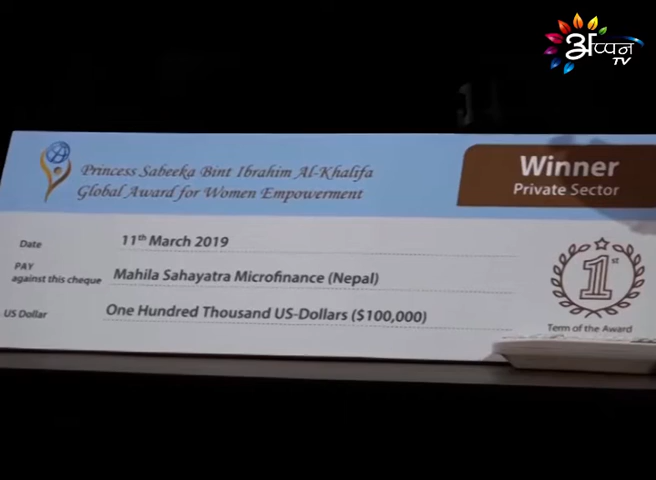 अप्पन
TV
Princess Sabeeka Bint Ibrahim Al-Khalifa
Global Award for Women Empowerment
Winner
Private Sector
Date 11th March 2019
PAY
against this cheque
Mahila Sahayatra Microfinance (Nepal)
US Dollar One Hundred Thousand US-Dollars ($100,000)
1st
Term of the Award